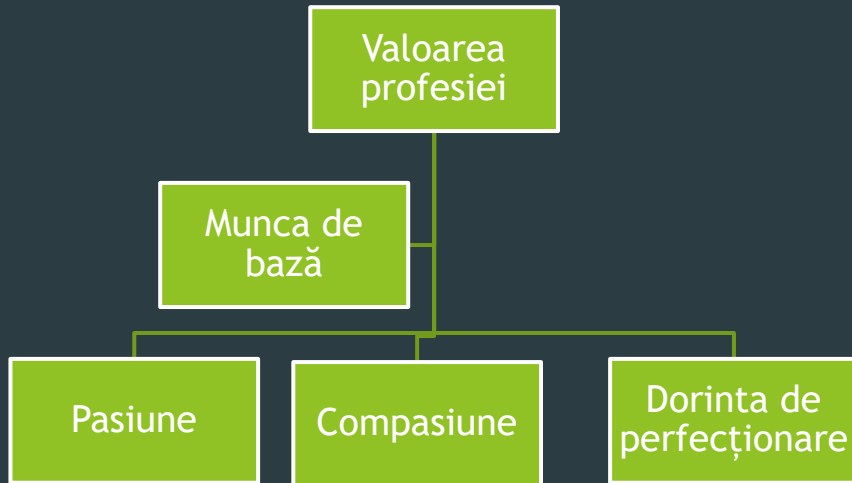 Valoarea
profesiei
Munca de
bază
Pasiune
Compasiune
Dorinta de
perfecționare